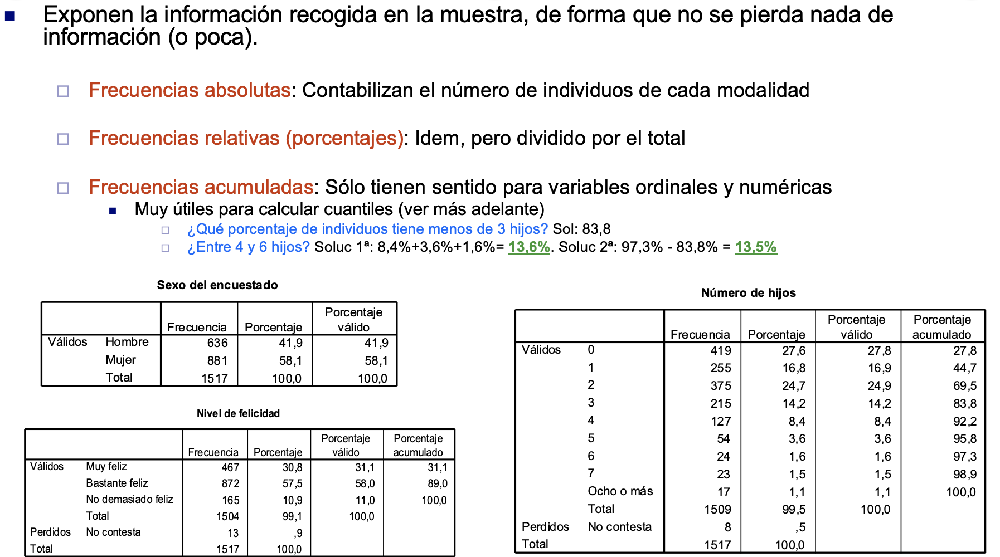 Exponen la información recogida en la muestra, de forma que no se pierda nada de
información (o poca).
Frecuencias absolutas: Contabilizan el número de individuos de cada modalidad
Frecuencias relativas (porcentajes): Idem, pero dividido por el total
Frecuencias acumuladas: Sólo tienen sentido para variables ordinales y numéricas
Muy útiles para calcular cuantiles (ver más adelante)
¿Qué porcentaje de individuos tiene menos de 3 hijos? Sol: 83,8
¿Entre 4 y 6 hijos? Soluc 1ª: 8,4%+3,6%+1,6%= 13,6%. Soluc 2ª: 97,3% - 83,8% = 13,5%
Sexo del encuestado
Frecuencia Porcentaje Porcentaje válido
Válidos Hombre 636 41,9 41,9
Mujer 881 58,1 58,1
Total 1517 100,0 100,0
Nivel de felicidad
Frecuencia Porcentaje Porcentaje válido Porcentaje acumulado
Válidos Muy feliz 467 30,8 31,1 31,1
Bastante feliz 872 57,5 58,0 89,0
No demasiado feliz 165 10,9 11,0 100,0
Total 1504 99,1 100,0
Perdidos No contesta 13 ,9
Total 1517 100,0
Número de hijos
Frecuencia Porcentaje Porcentaje válido Porcentaje acumulado
Válidos 0 419 27,6 27,8 27,8
1 255 16,8 16,9 44,7
2 375 24,7 24,9 69,5
3 215 14,2 14,2 83,8
4 127 8,4 8,4 92,2
5 54 3,6 3,6 95,8
6 24 1,6 1,6 97,3
7 23 1,5 1,5 98,9
Ocho o más 17 1,1 1,1 100,0
Total 1509 99,5 100,0
Perdidos No contesta 8 ,5
Total 1517 100,0